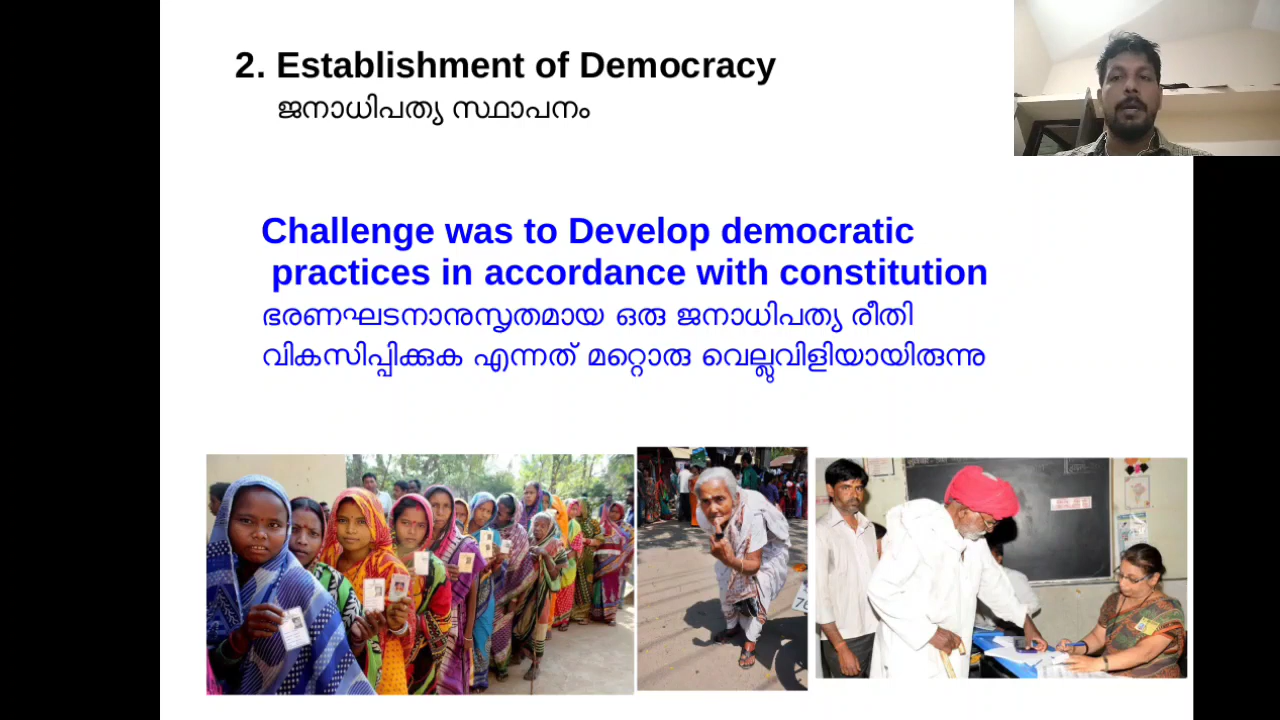 2. Establishment of Democracy
ജനാധിപത്യ സ്ഥാപനം
Challenge was to Develop democratic
practices in accordance with constitution
ഭരണഘടനാനുസൃതമായ ഒരു ജനാധിപത്യ രീതി
വികസിപ്പിക്കുക എന്നത് മറ്റൊരു വെല്ലുവിളിയായിരുന്നു